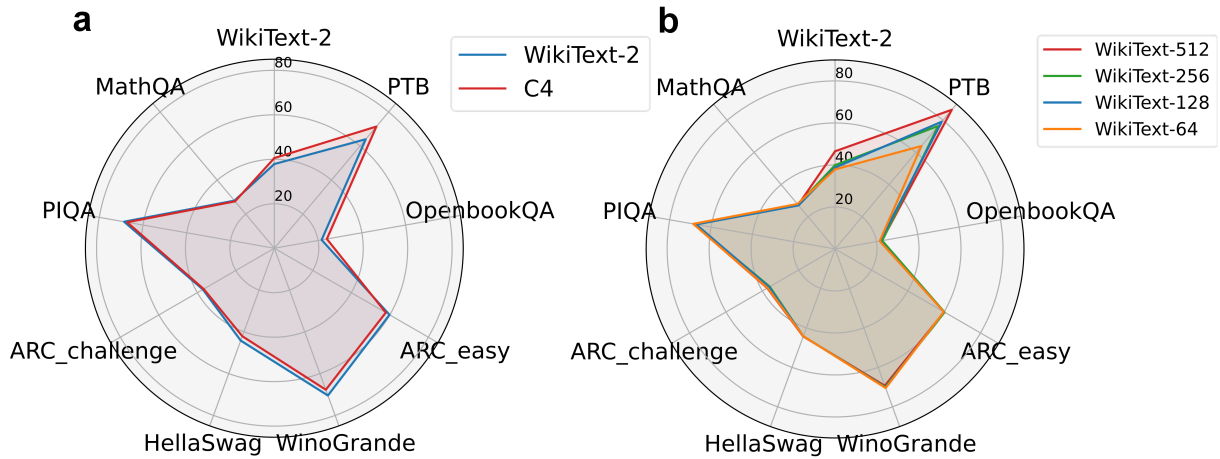 a
WikiText-2
80
60
40
20
MathQA
PTB
PIQA
OpenbookQA
ARC_challenge
ARC_easy
HellaSwag
WinoGrande
WikiText-2
C4
b
WikiText-2
80
60
40
20
MathQA
PTB
PIQA
OpenbookQA
ARC_challenge
ARC_easy
HellaSwag
WinoGrande
WikiText-512
WikiText-256
WikiText-128
WikiText-64